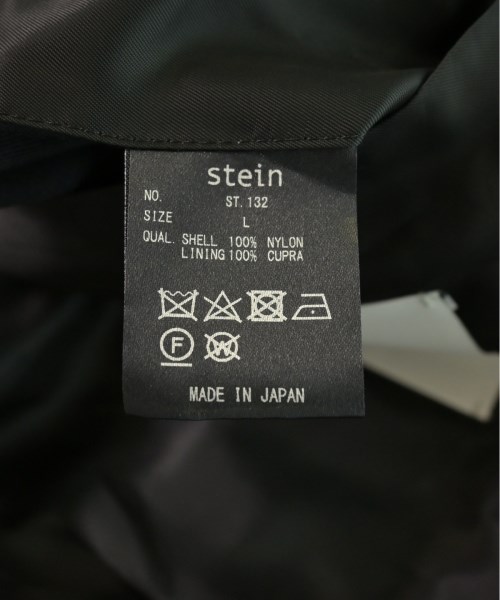 stein
NO. ST.132
SIZE L
QUAL. SHELL 100% NYLON
LINING 100% CUPRA
F W
MADE IN JAPAN